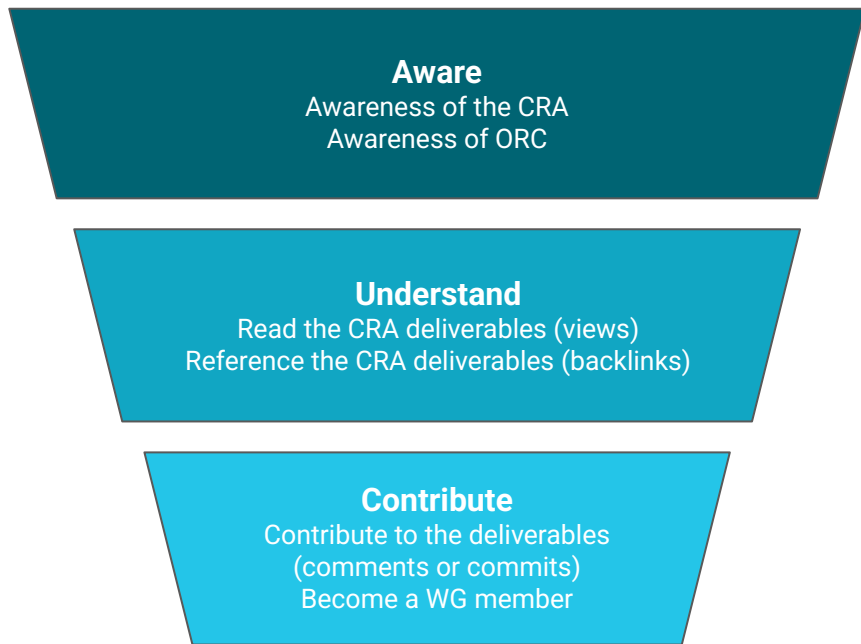 Aware
Awareness of the CRA
Awareness of ORC
Understand
Read the CRA deliverables (views)
Reference the CRA deliverables (backlinks)
Contribute
Contribute to the deliverables
(comments or commits)
Become a WG member